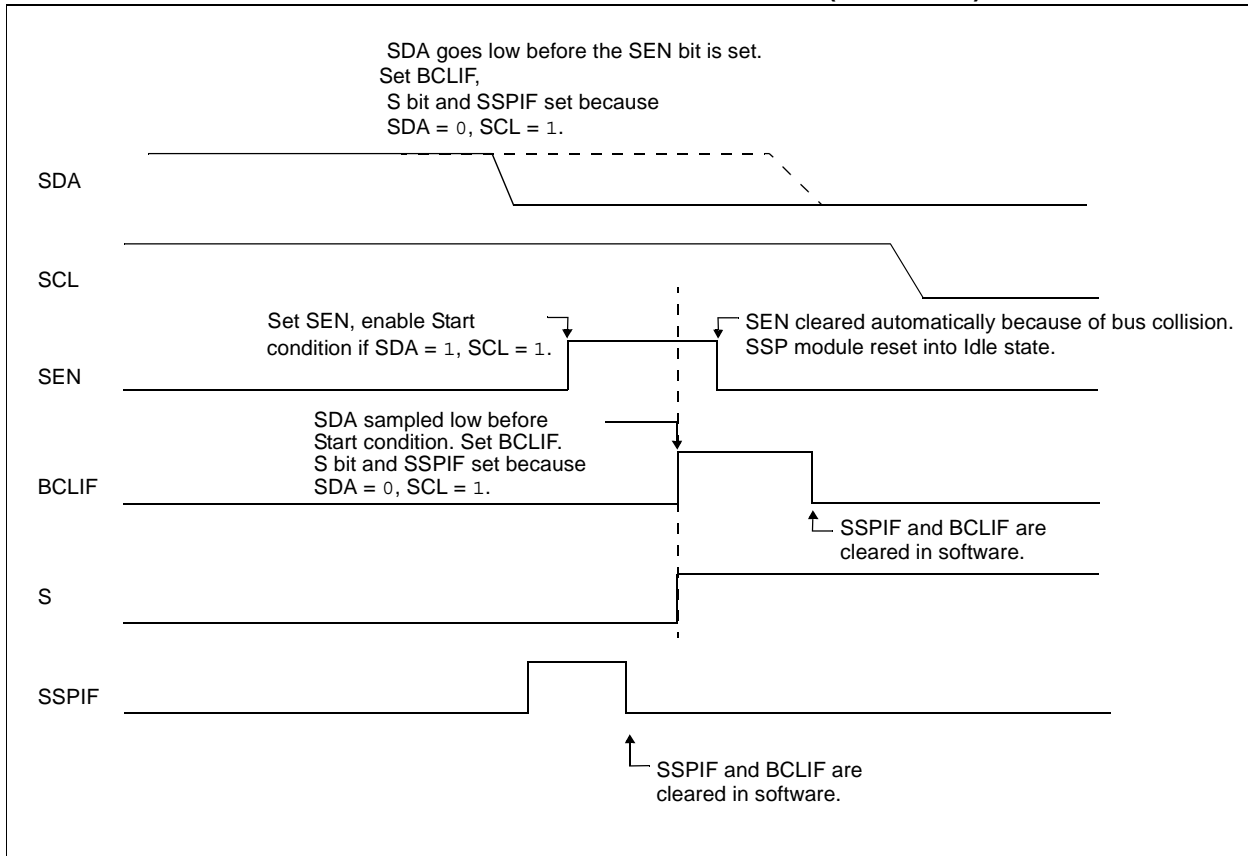 SDA goes low before the SEN bit is set.
Set BCLIF,
S bit and SSPIF set because
SDA = 0, SCL = 1.
SDA
SCL
Set SEN, enable Start
condition if SDA = 1, SCL = 1.
SEN cleared automatically because of bus collision.
SSP module reset into Idle state.
SEN
SDA sampled low before
Start condition. Set BCLIF.
S bit and SSPIF set because
SDA = 0, SCL = 1.
BCLIF
SSPIF and BCLIF are
cleared in software.
S
SSPIF
SSPIF and BCLIF are
cleared in software.